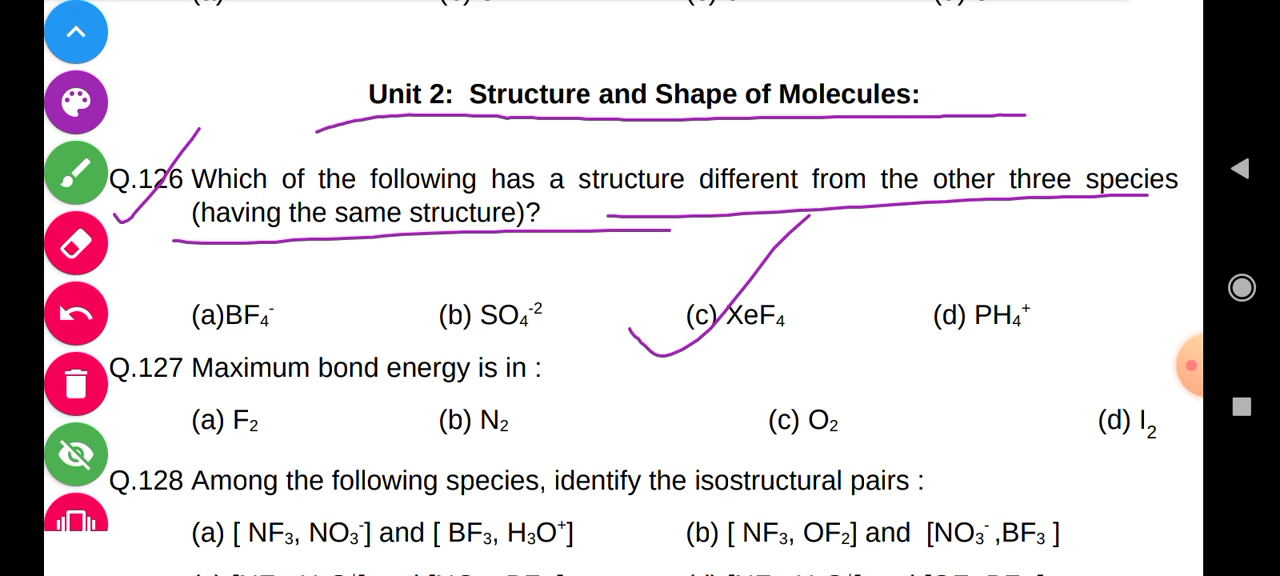 Unit 2: Structure and Shape of Molecules:
Q.126 Which of the following has a structure different from the other three species
(having the same structure)?
(a)BF₄⁻ (b) SO₄⁻² (c) XeF₄ (d) PH₄⁺
Q.127 Maximum bond energy is in :
(a) F₂ (b) N₂ (c) O₂ (d) I₂
Q.128 Among the following species, identify the isostructural pairs :
(a) [ NF₃, NO₃⁻] and [ BF₃, H₃O⁺] (b) [ NF₃, OF₂] and [NO₃⁻ ,BF₃ ]